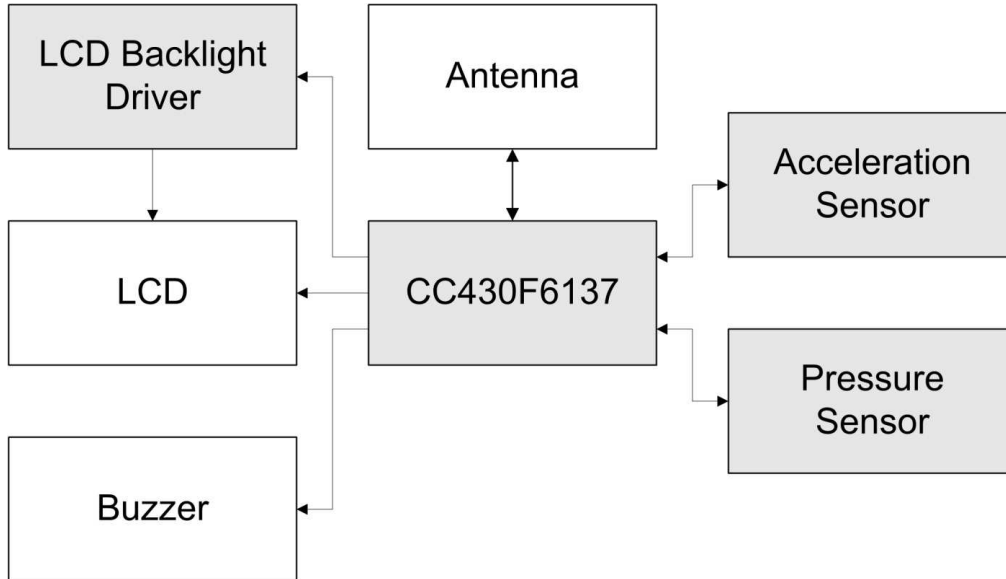 LCD Backlight
Driver
Antenna
Acceleration
Sensor
LCD
CC430F6137
Pressure
Sensor
Buzzer